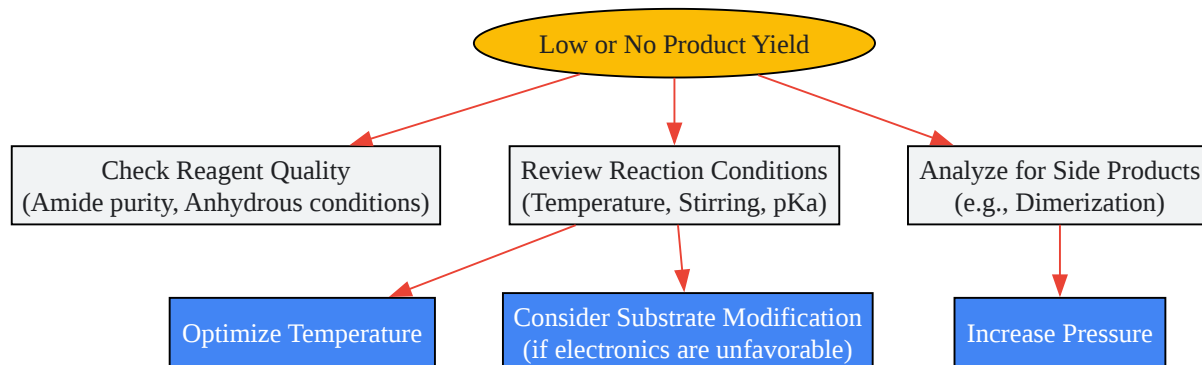 Low or No Product Yield
Check Reagent Quality
(Amide purity, Anhydrous conditions)
Review Reaction Conditions
(Temperature, Stirring, pKa)
Analyze for Side Products
(e.g., Dimerization)
Optimize Temperature
Consider Substrate Modification
(if electronics are unfavorable)
Increase Pressure